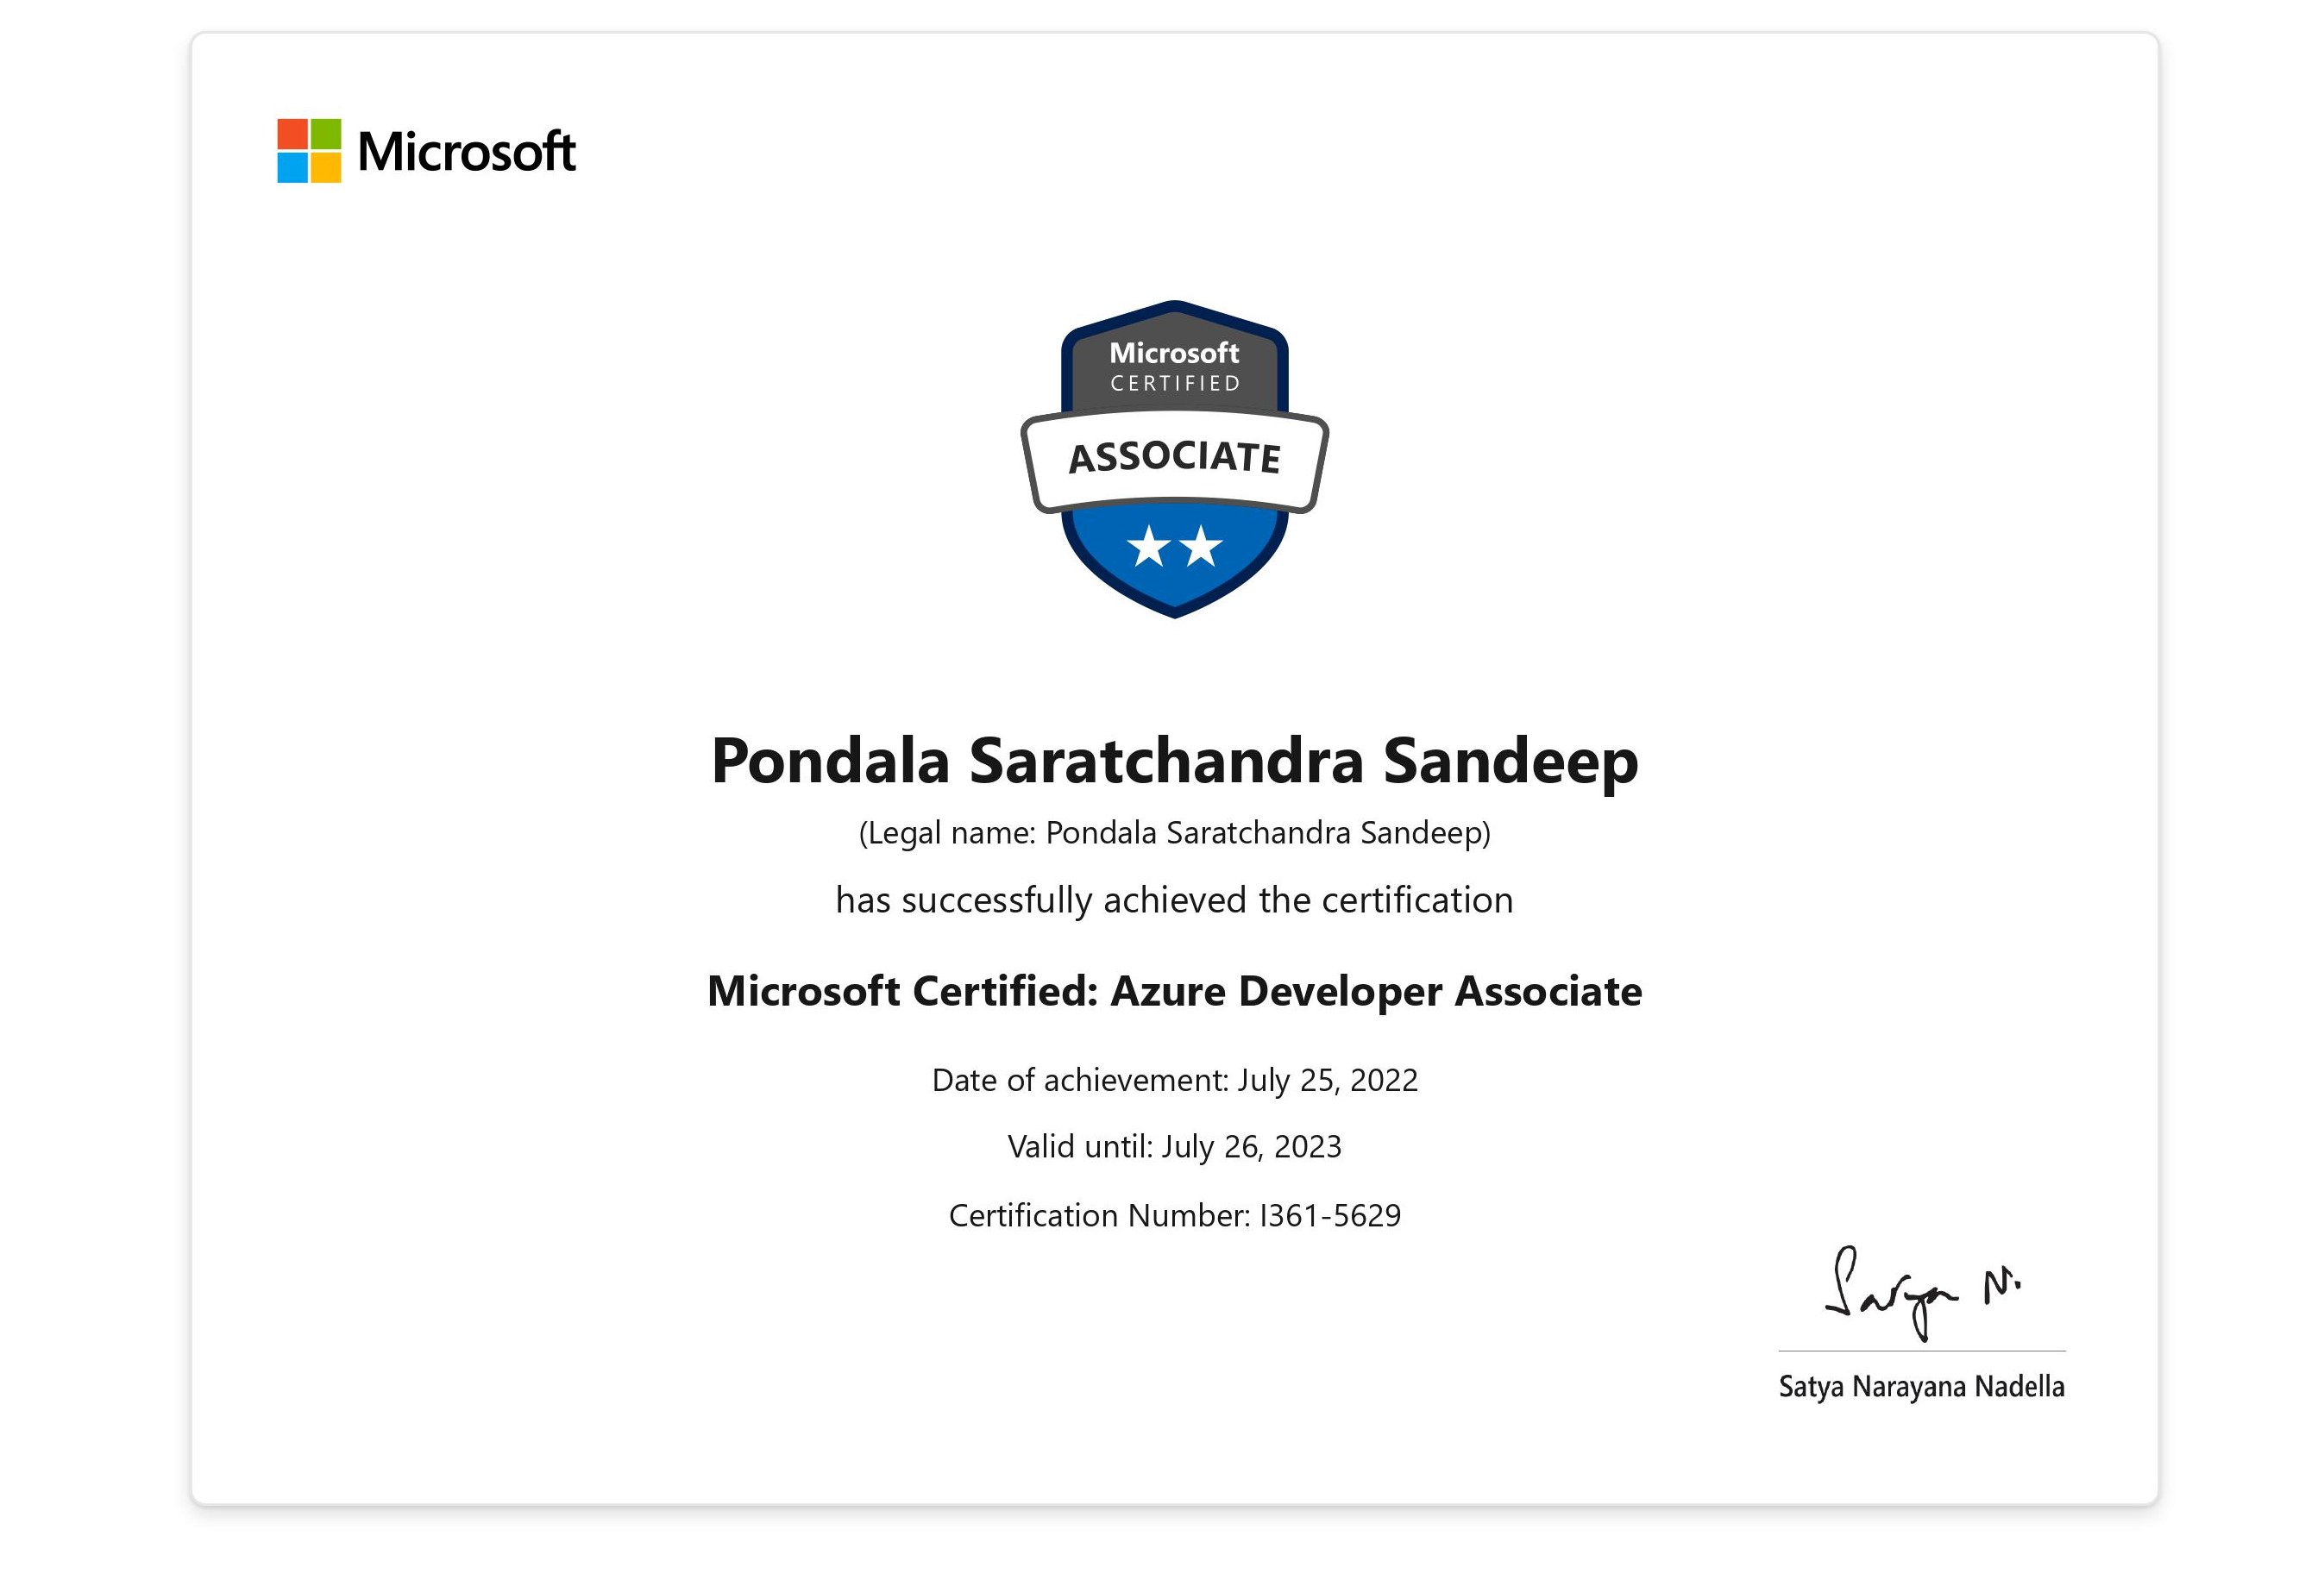 Microsoft
Microsoft
CERTIFIED
ASSOCIATE
Pondala Saratchandra Sandeep
(Legal name: Pondala Saratchandra Sandeep)
has successfully achieved the certification
Microsoft Certified: Azure Developer Associate
Date of achievement: July 25, 2022
Valid until: July 26, 2023
Certification Number: I361-5629
Satya N.
Satya Narayana Nadella